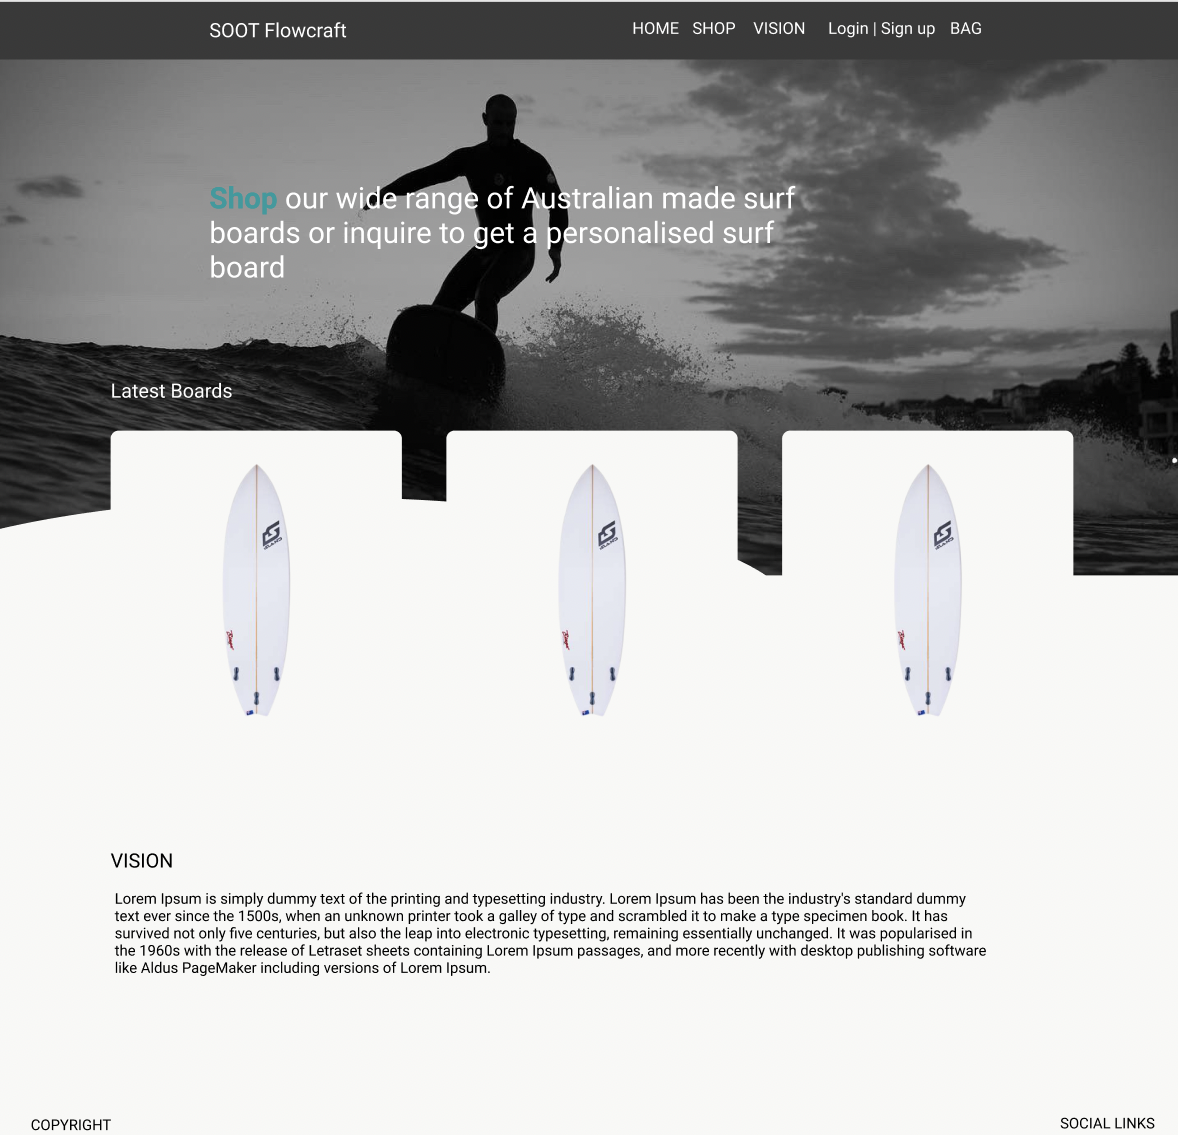 SOOT Flowcraft
HOME SHOP VISION Login | Sign up BAG
Shop our wide range of Australian made surf
boards or inquire to get a personalised surf
board
Latest Boards
VISION
Lorem Ipsum is simply dummy text of the printing and typesetting industry. Lorem Ipsum has been the industry's standard dummy
text ever since the 1500s, when an unknown printer took a galley of type and scrambled it to make a type specimen book. It has
survived not only five centuries, but also the leap into electronic typesetting, remaining essentially unchanged. It was popularised in
the 1960s with the release of Letraset sheets containing Lorem Ipsum passages, and more recently with desktop publishing software
like Aldus PageMaker including versions of Lorem Ipsum.
COPYRIGHT
SOCIAL LINKS